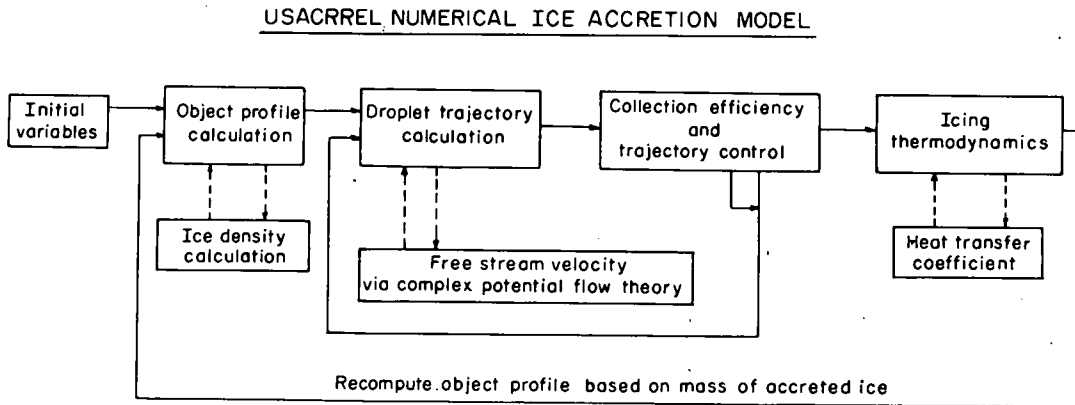 USACRREL NUMERICAL ICE ACCRETION MODEL
Initial
variables
Object profile
calculation
Droplet trajectory
calculation
Collection efficiency
and
trajectory control
Icing
thermodynamics
Ice density
calculation
Free stream velocity
via complex potential flow theory
Heat transfer
coefficient
Recompute object profile based on mass of accreted ice